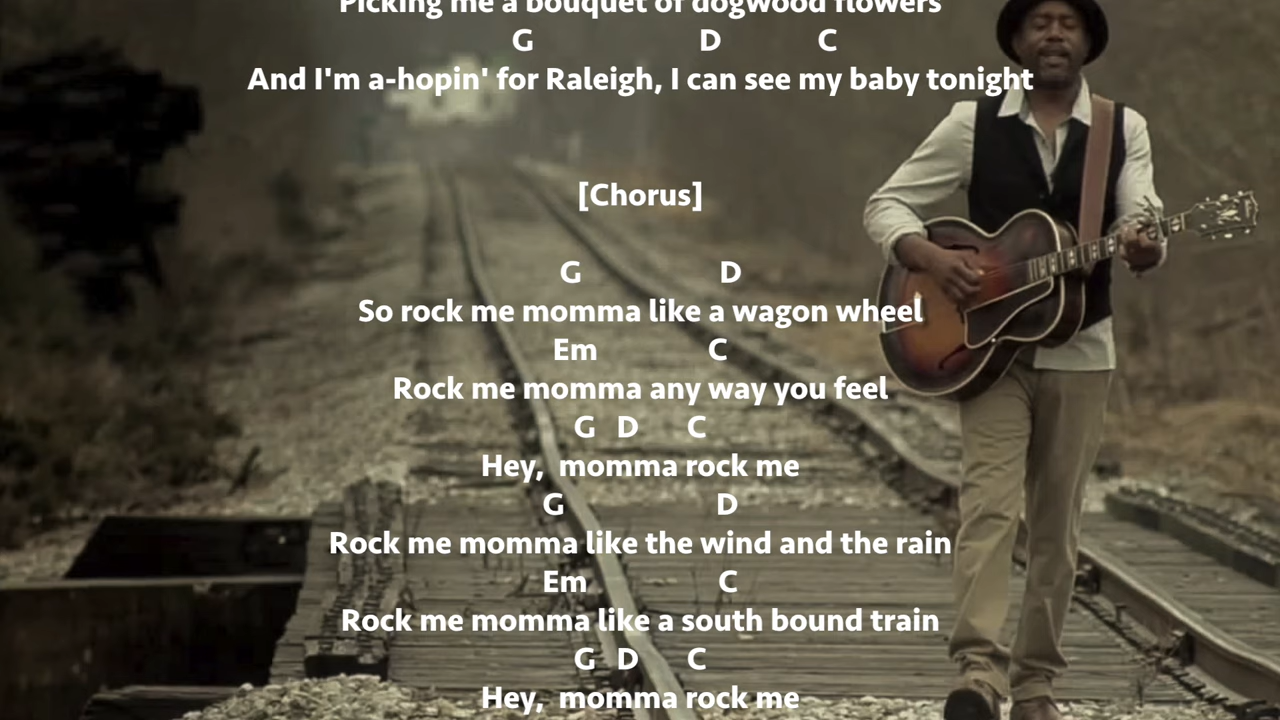 Picking me a bouquet of dogwood flowers
G D C
And I'm a-hopin' for Raleigh, I can see my baby tonight
[Chorus]
G D
So rock me momma like a wagon wheel
Em C
Rock me momma any way you feel
G D C
Hey, momma rock me
G D
Rock me momma like the wind and the rain
Em C
Rock me momma like a south bound train
G D C
Hey, momma rock me